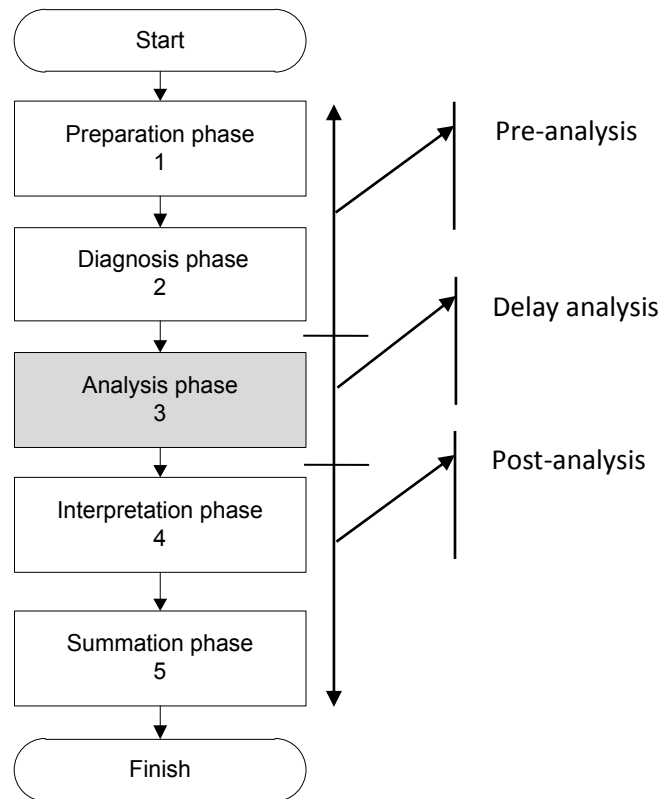 Start
Preparation phase
1
Pre-analysis
Diagnosis phase
2
Delay analysis
Analysis phase
3
Post-analysis
Interpretation phase
4
Summation phase
5
Finish